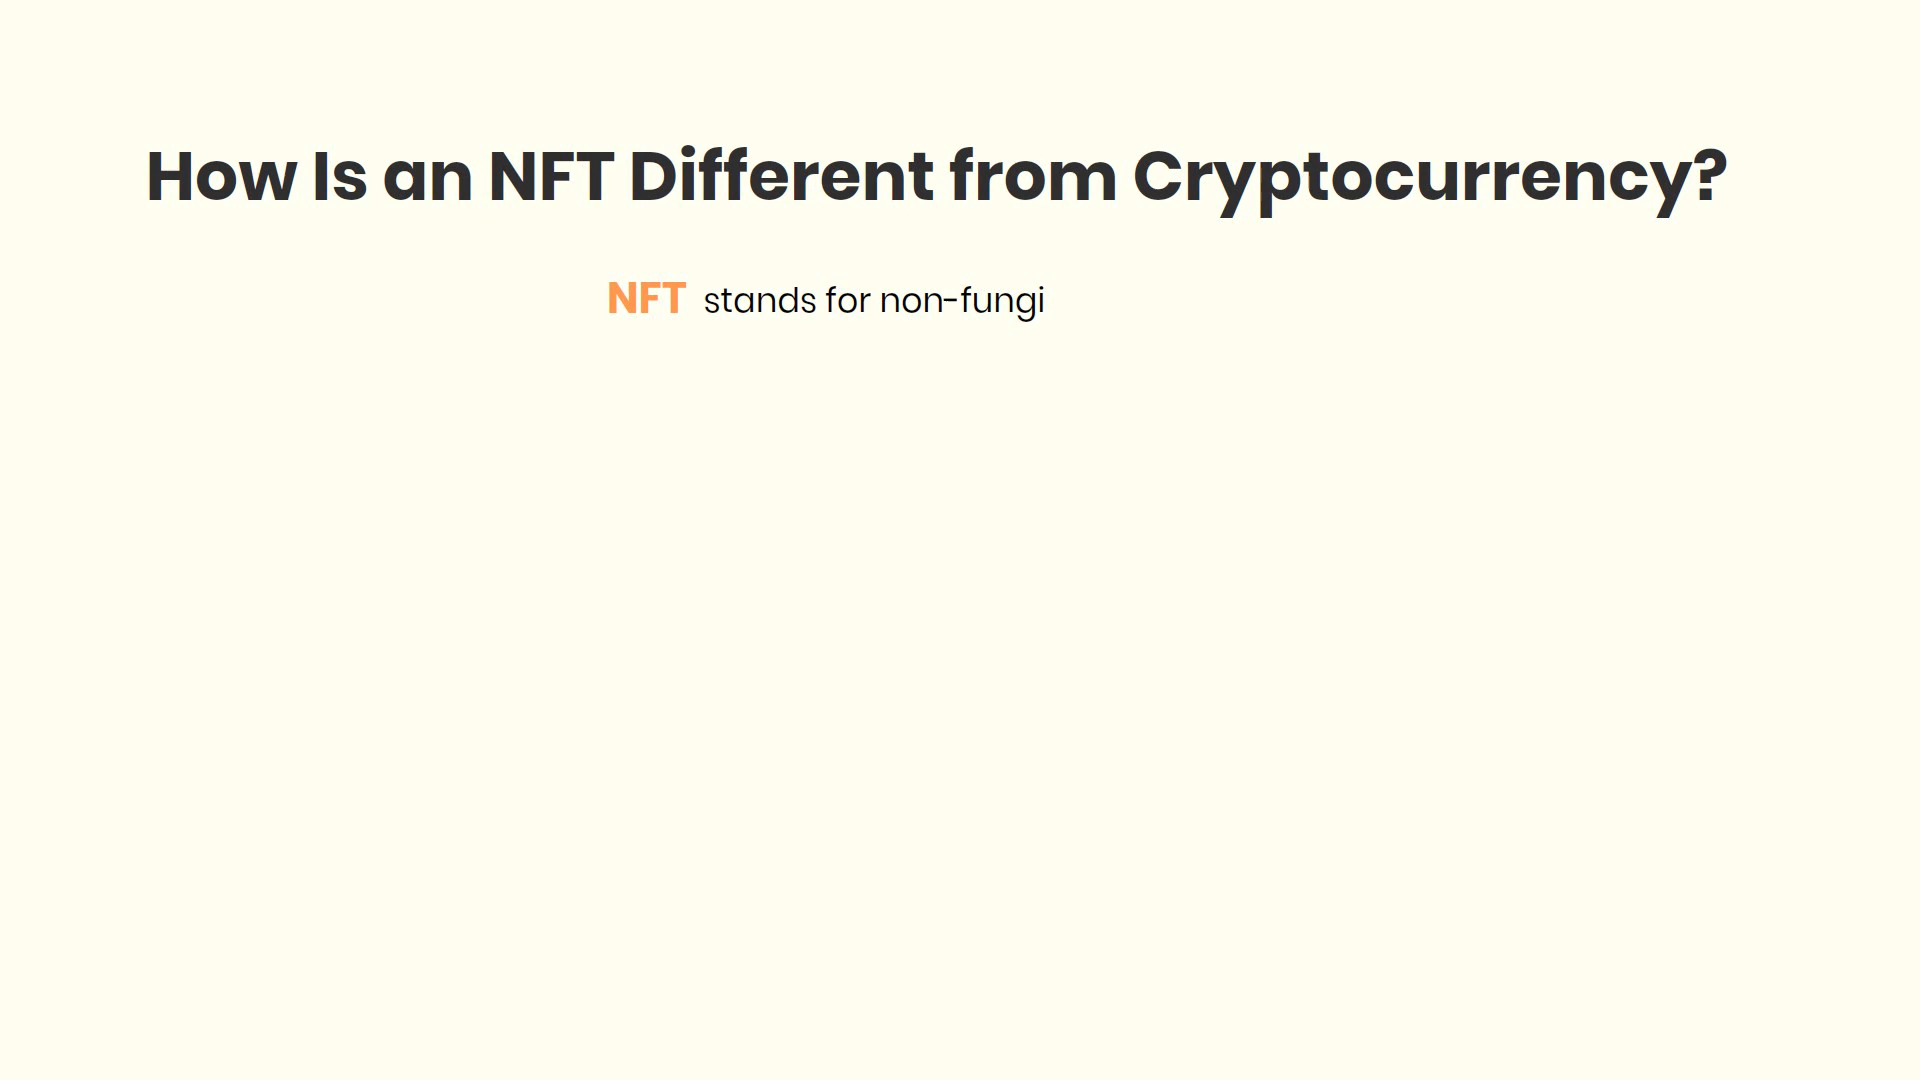 How Is an NFT Different from Cryptocurrency?
NFT stands for non-fungi